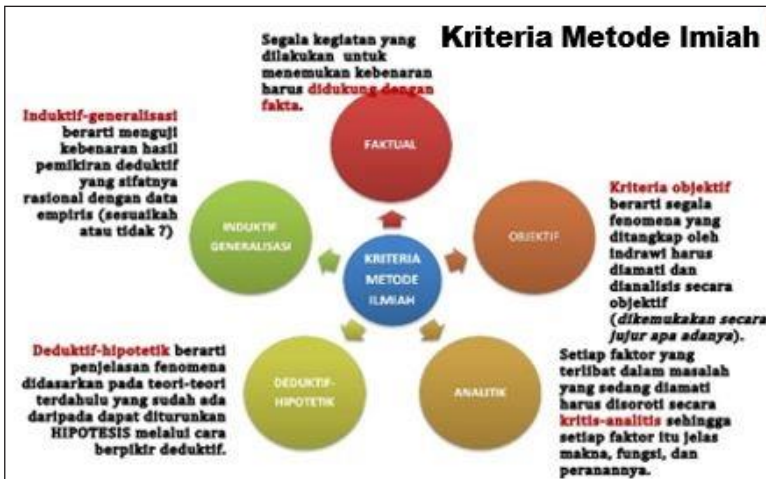 Kriteria Metode Imiah
Segala kegiatan yang
dilakukan untuk
menemukan kebenaran
harus didukung dengan
fakta.
FAKTUAL
Induktif-generalisasi
berarti menguji
kebenaran hasil
pemikiran deduktif
yang sifatnya
rasional dengan data
empiris (sesuaikah
atau tidak ?)
INDUKTIF
GENERALISASI
Kriteria objektif
berarti segala
fenomena yang
ditangkap oleh
indrawi harus
diamati dan
dianalisis secara
objektif
(dikemukakan secara
jujur apa adanya).
OBJEKTIF
KRITERIA
METODE
ILMIAH
Deduktif-hipotetik berarti
penjelasan fenomena
didasarkan pada teori-teori
terdahulu yang sudah ada
daripada dapat diturunkan
HIPOTESIS melalui cara
berpikir deduktif.
DEDUKTIF-
HIPOTETIK
ANALITIK
Setiap faktor yang
terlibat dalam masalah
yang sedang diamati
harus disoroti secara
kritis-analitis sehingga
setiap faktor itu jelas
makna, fungsi, dan
peranannya.